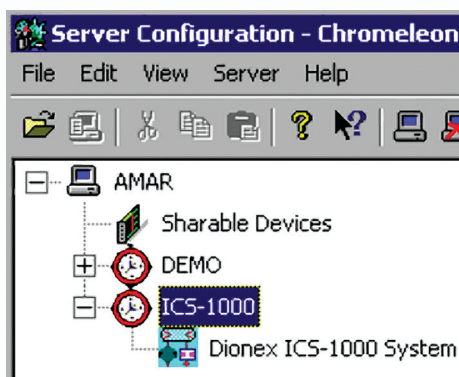 Server Configuration - Chromeleon
File Edit View Server Help
AMAR
Sharable Devices
DEMO
ICS-1000
Dionex ICS-1000 System